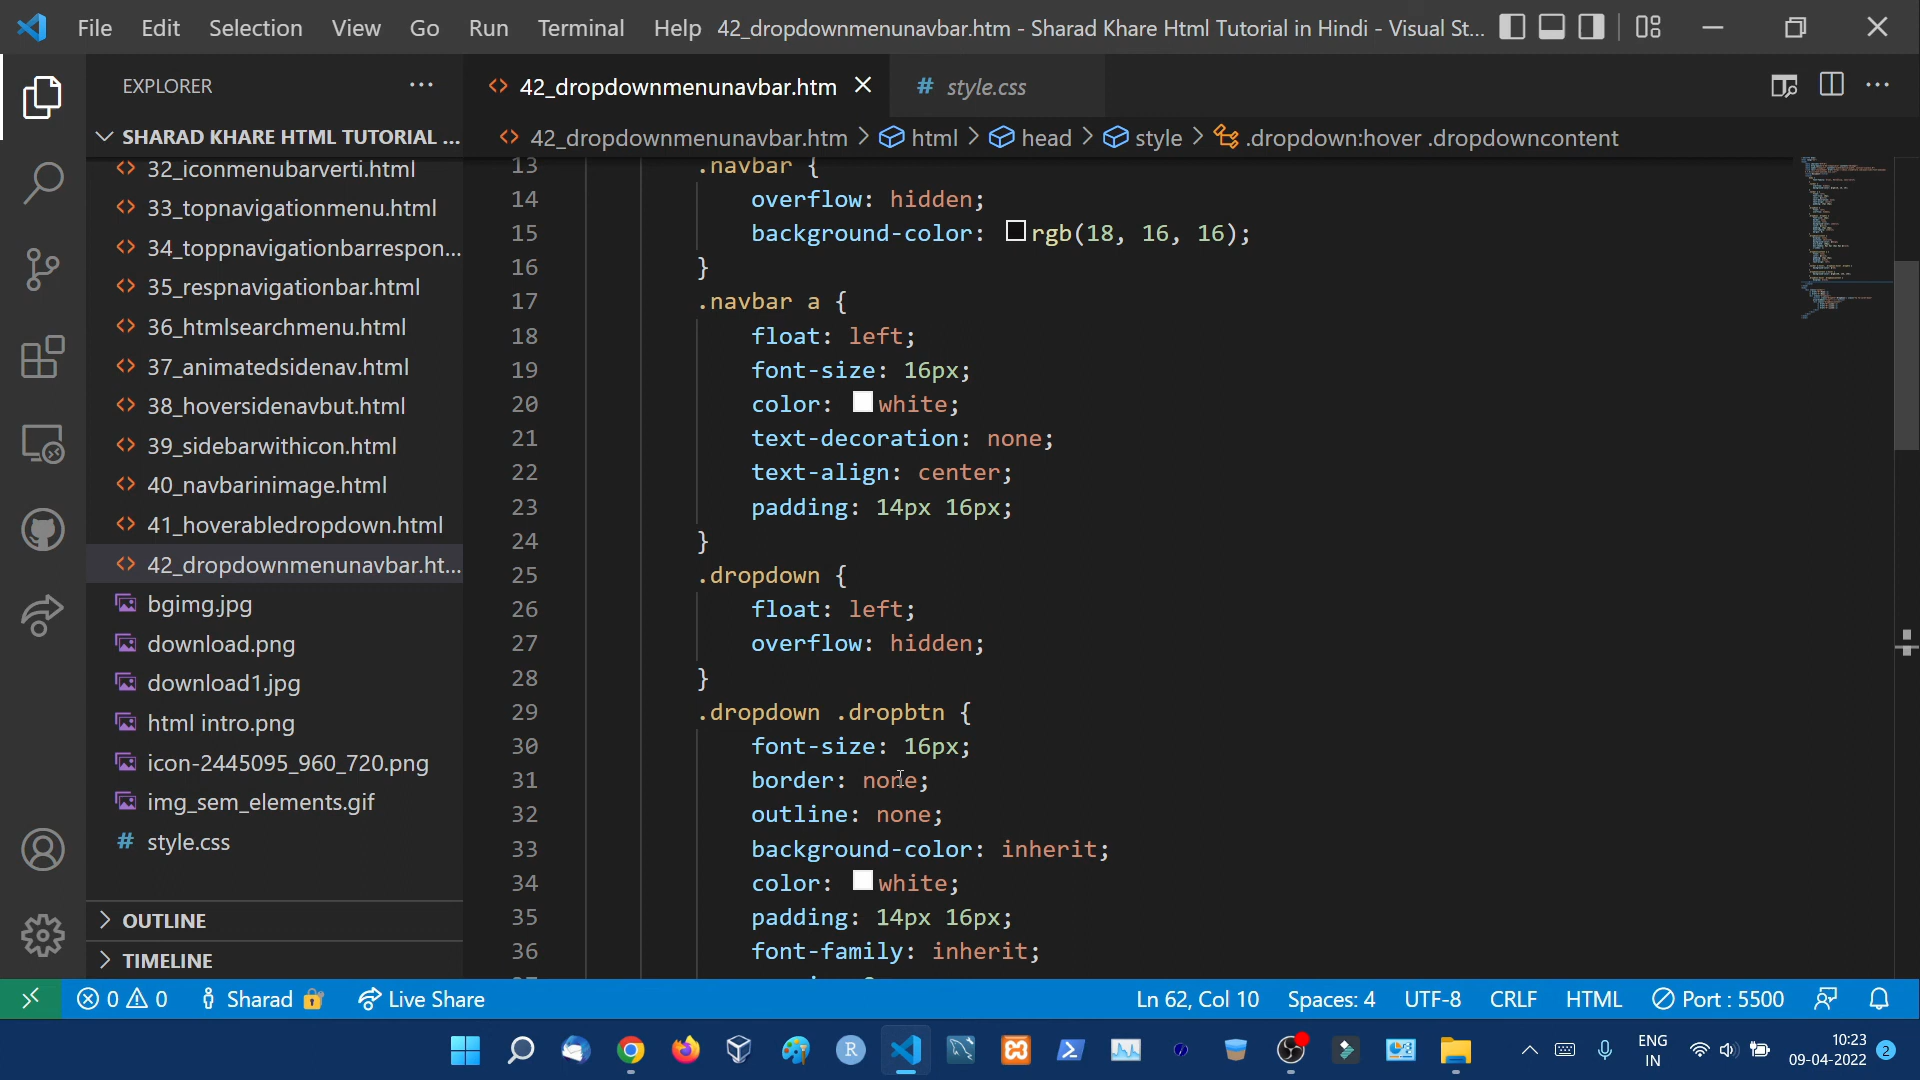 File Edit Selection View Go Run Terminal Help 42_dropdownmenunavbar.htm - Sharad Khare Html Tutorial in Hindi - Visual St...
EXPLORER
SHARAD KHARE HTML TUTORIAL ...
32_iconmenubarverti.html
33_topnavigationmenu.html
34_toppnavigationbarrespon...
35_respnavigationbar.html
36_htmlsearchmenu.html
37_animatedsidenav.html
38_hoversidenavbut.html
39_sidebarwithicon.html
40_navbarinimage.html
41_hoverabledropdown.html
42_dropdownmenunavbar.ht...
bgimg.jpg
download.png
download1.jpg
html intro.png
icon-2445095_960_720.png
img_sem_elements.gif
style.css
OUTLINE
TIMELINE
42_dropdownmenunavbar.htm
style.css
42_dropdownmenunavbar.htm > html > head > style > .dropdown:hover .dropdowncontent
13 .navbar {
14 overflow: hidden;
15 background-color: rgb(18, 16, 16);
16 }
17 .navbar a {
18 float: left;
19 font-size: 16px;
20 color: white;
21 text-decoration: none;
22 text-align: center;
23 padding: 14px 16px;
24 }
25 .dropdown {
26 float: left;
27 overflow: hidden;
28 }
29 .dropdown .dropbtn {
30 font-size: 16px;
31 border: none;
32 outline: none;
33 background-color: inherit;
34 color: white;
35 padding: 14px 16px;
36 font-family: inherit;
0 0 Sharad Live Share Ln 62, Col 10 Spaces: 4 UTF-8 CRLF HTML Port : 5500
R
ENG
IN
10:23
09-04-2022
2